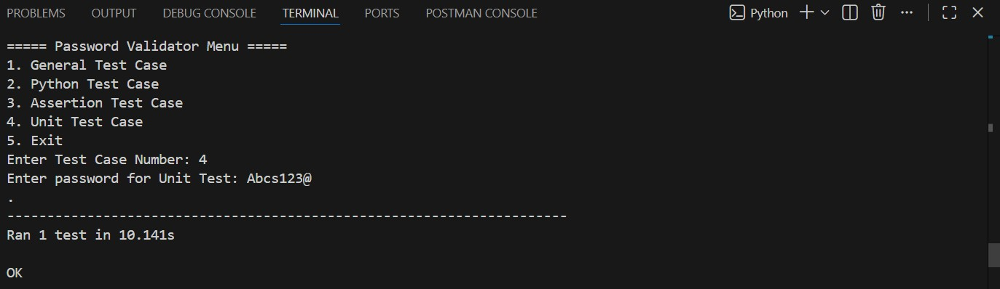 PROBLEMS OUTPUT DEBUG CONSOLE TERMINAL PORTS POSTMAN CONSOLE Python
===== Password Validator Menu =====
1. General Test Case
2. Python Test Case
3. Assertion Test Case
4. Unit Test Case
5. Exit
Enter Test Case Number: 4
Enter password for Unit Test: Abcs123@
.
----------------------------------------------------------------------
Ran 1 test in 10.141s
OK